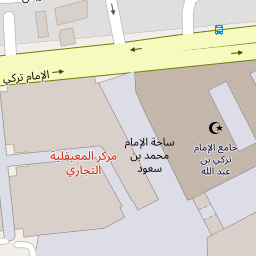 الإمام تركي
ساحة الإمام
محمد بن
سعود
جامع الإمام
تركي بن
عبد الله
مركز المعيقلية
التجاري